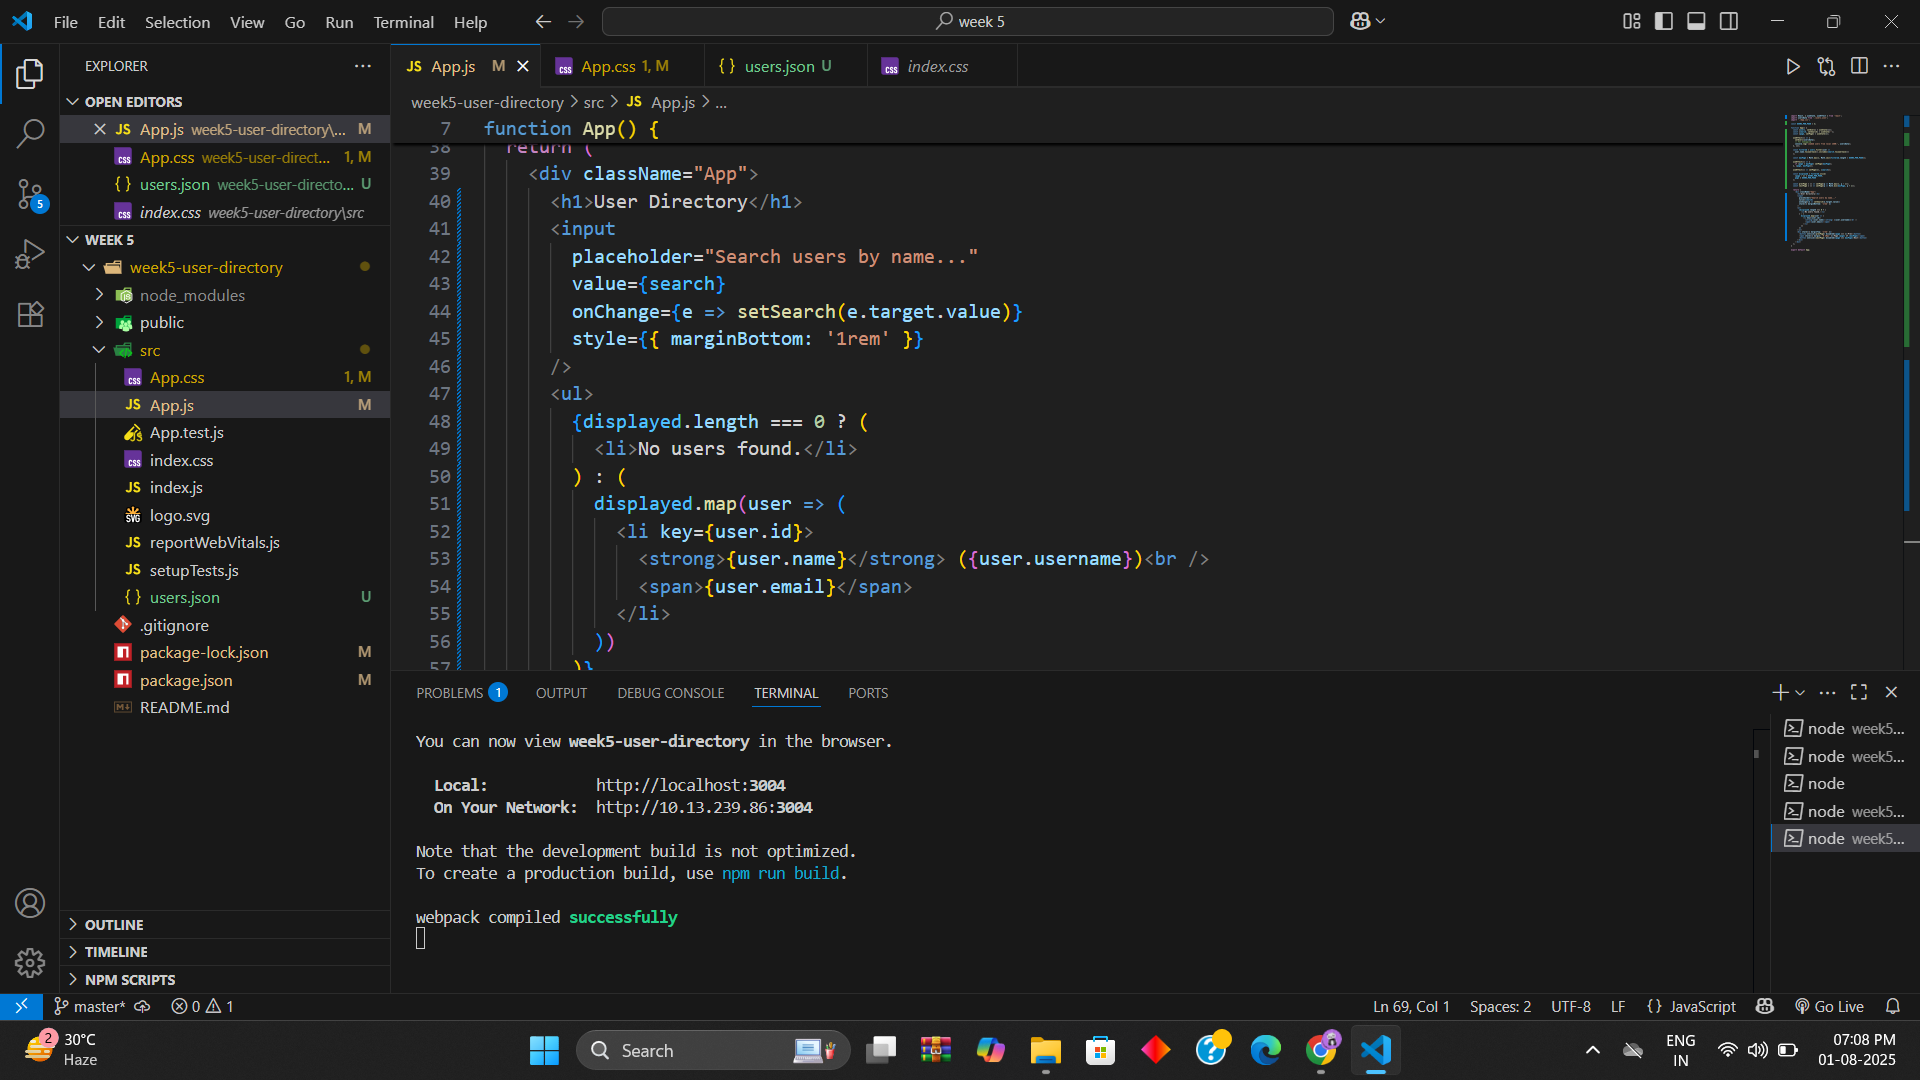 File Edit Selection View Go Run Terminal Help
week 5
EXPLORER
OPEN EDITORS
App.js week5-user-directory\... M
App.css week5-user-direct... 1, M
users.json week5-user-directo... U
index.css week5-user-directory\src
WEEK 5
week5-user-directory
node_modules
public
src
App.css 1, M
App.js M
App.test.js
index.css
index.js
logo.svg
reportWebVitals.js
setupTests.js
users.json U
.gitignore
package-lock.json M
package.json M
README.md
OUTLINE
TIMELINE
NPM SCRIPTS
App.js M
App.css 1, M
users.json U
index.css
week5-user-directory > src > JS App.js > ...
7 function App() {
38 return (
39 <div className="App">
40 <h1>User Directory</h1>
41 <input
42 placeholder="Search users by name..."
43 value={search}
44 onChange={e => setSearch(e.target.value)}
45 style={{ marginBottom: '1rem' }}
46 />
47 <ul>
48 {displayed.length === 0 ? (
49 <li>No users found.</li>
50 ) : (
51 displayed.map(user => (
52 <li key={user.id}>
53 <strong>{user.name}</strong> ({user.username})<br />
54 <span>{user.email}</span>
55 </li>
56 ))
57 )}
PROBLEMS 1 OUTPUT DEBUG CONSOLE TERMINAL PORTS
You can now view week5-user-directory in the browser.
Local: http://localhost:3004
On Your Network: http://10.13.239.86:3004
Note that the development build is not optimized.
To create a production build, use npm run build.
webpack compiled successfully
node week5...
node week5...
node
node week5...
node week5...
5
master* 0 1
Ln 69, Col 1 Spaces: 2 UTF-8 LF {} JavaScript Go Live
2
30°C
Haze
Search
ENG
IN
07:08 PM
01-08-2025